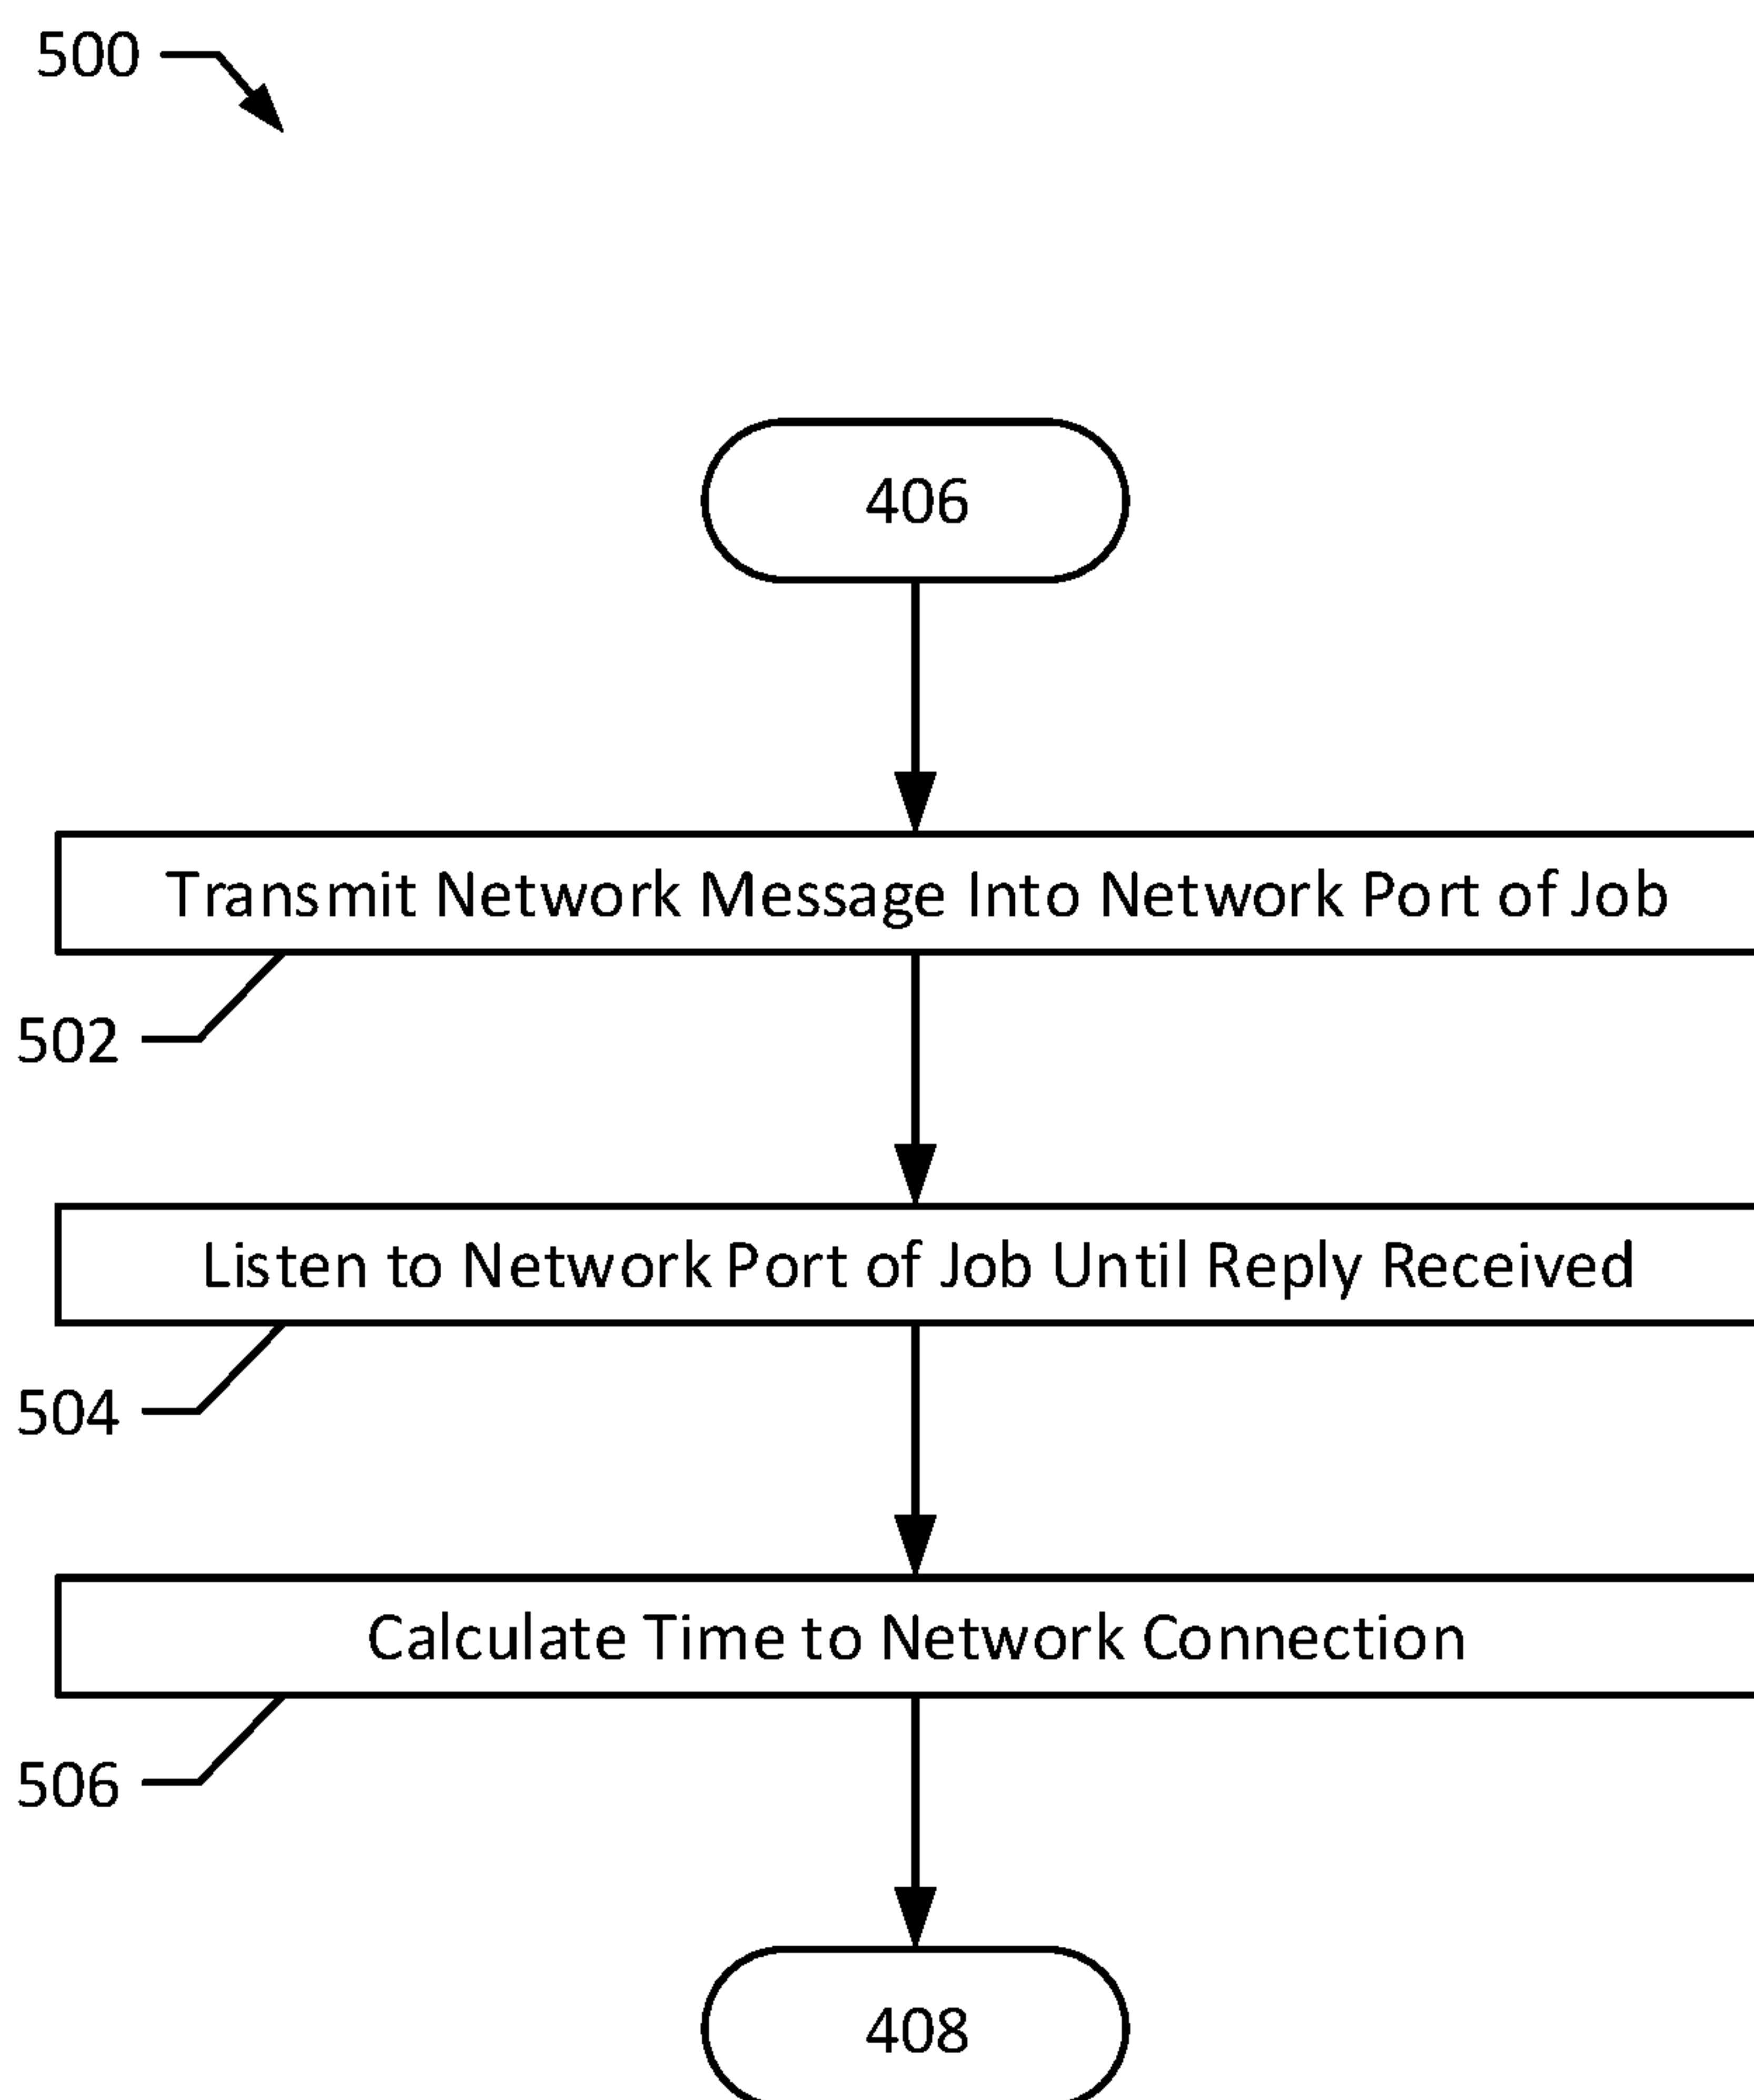 500
406
Transmit Network Message Into Network Port of Job
502
Listen to Network Port of Job Until Reply Received
504
Calculate Time to Network Connection
506
408